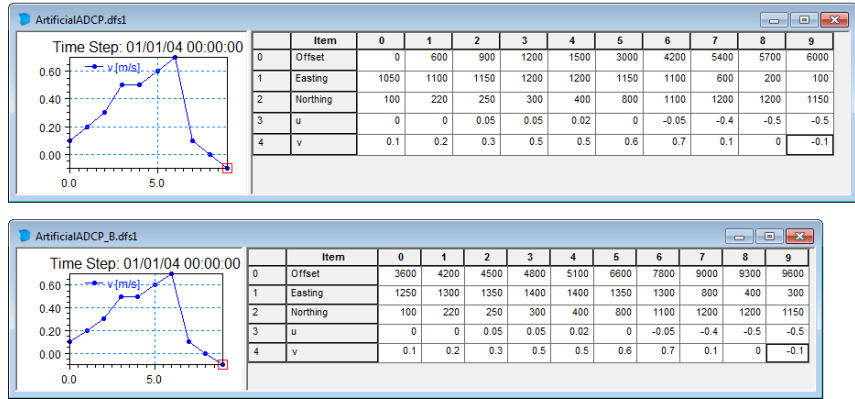 ArtificialADCP.dfs1
Time Step: 01/01/04 00:00:00
v [m/s]
0.60
0.40
0.20
0.00
0.0 5.0
Item 0 1 2 3 4 5 6 7 8 9
0 Offset 0 600 900 1200 1500 3000 4200 5400 5700 6000
1 Easting 1050 1100 1150 1200 1200 1150 1100 600 200 100
2 Northing 100 220 250 300 400 800 1100 1200 1200 1150
3 u 0 0 0.05 0.05 0.02 0 -0.05 -0.4 -0.5 -0.5
4 v 0.1 0.2 0.3 0.5 0.5 0.6 0.7 0.1 0 -0.1
ArtificialADCP_B.dfs1
Time Step: 01/01/04 00:00:00
v [m/s]
0.60
0.40
0.20
0.00
0.0 5.0
Item 0 1 2 3 4 5 6 7 8 9
0 Offset 3600 4200 4500 4800 5100 6600 7800 9000 9300 9600
1 Easting 1250 1300 1350 1400 1400 1350 1300 800 400 300
2 Northing 100 220 250 300 400 800 1100 1200 1200 1150
3 u 0 0 0.05 0.05 0.02 0 -0.05 -0.4 -0.5 -0.5
4 v 0.1 0.2 0.3 0.5 0.5 0.6 0.7 0.1 0 -0.1